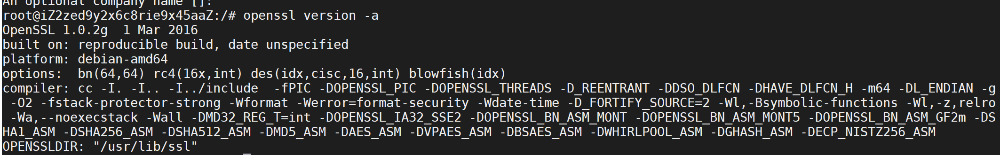 An optional company name []:
root@iZ2zed9y2x6c8rie9x45aaZ:/# openssl version -a
OpenSSL 1.0.2g  1 Mar 2016
built on: reproducible build, date unspecified
platform: debian-amd64
options:  bn(64,64) rc4(16x,int) des(idx,cisc,16,int) blowfish(idx)
compiler: cc -I. -I.. -I../include  -fPIC -DOPENSSL_PIC -DOPENSSL_THREADS -D_REENTRANT -DDSO_DLFCN -DHAVE_DLFCN_H -m64 -DL_ENDIAN -g
 -O2 -fstack-protector-strong -Wformat -Werror=format-security -Wdate-time -D_FORTIFY_SOURCE=2 -Wl,-Bsymbolic-functions -Wl,-z,relro
 -Wa,--noexecstack -Wall -DMD32_REG_T=int -DOPENSSL_IA32_SSE2 -DOPENSSL_BN_ASM_MONT -DOPENSSL_BN_ASM_MONT5 -DOPENSSL_BN_ASM_GF2m -DS
HA1_ASM -DSHA256_ASM -DSHA512_ASM -DMD5_ASM -DAES_ASM -DVPAES_ASM -DBSAES_ASM -DWHIRLPOOL_ASM -DGHASH_ASM -DECP_NISTZ256_ASM
OPENSSLDIR: "/usr/lib/ssl"